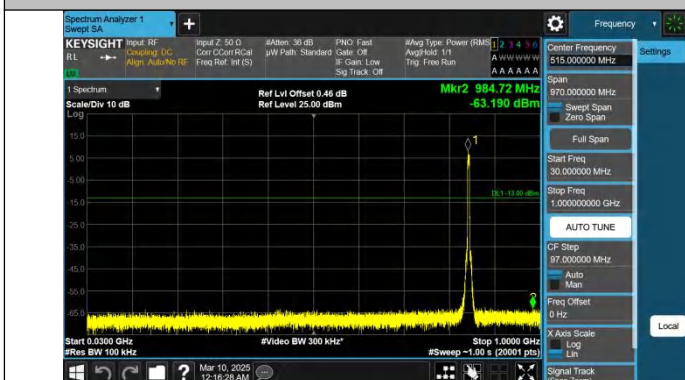 Spectrum Analyzer 1
Swept SA
Frequency
KEYSIGHT
RL
Input: RF
Coupling: DC
Align: Auto/No RF
Input Z: 50 Ω
Corr CCorr RCal
Freq Ref: Int (S)
#Atten: 36 dB
µW Path: Standard
PNO: Fast
Gate: Off
IF Gain: Low
Sig Track: Off
#Avg Type: Power (RMS
Avg|Hold: 1/1
Trig: Free Run
1 2 3 4 5 6
A W W W W W
A A A A A A
LU
1 Spectrum
Scale/Div 10 dB
Log
Ref Lvl Offset 0.46 dB
Ref Level 25.00 dBm
Mkr2 984.72 MHz
-63.190 dBm
15.0
5.00
-5.00
-15.0
-25.0
-35.0
-45.0
-55.0
-65.0
1
DL1 -13.00 dBm
2
Start 0.0300 GHz
#Res BW 100 kHz
#Video BW 300 kHz*
Stop 1.0000 GHz
#Sweep ~1.00 s (20001 pts)
Mar 10, 2025
12:16:28 AM
Center Frequency
515.000000 MHz
Span
970.000000 MHz
Swept Span
Zero Span
Full Span
Start Freq
30.000000 MHz
Stop Freq
1.000000000 GHz
AUTO TUNE
CF Step
97.000000 MHz
Auto
Man
Freq Offset
0 Hz
X Axis Scale
Log
Lin
Signal Track
Settings
Local